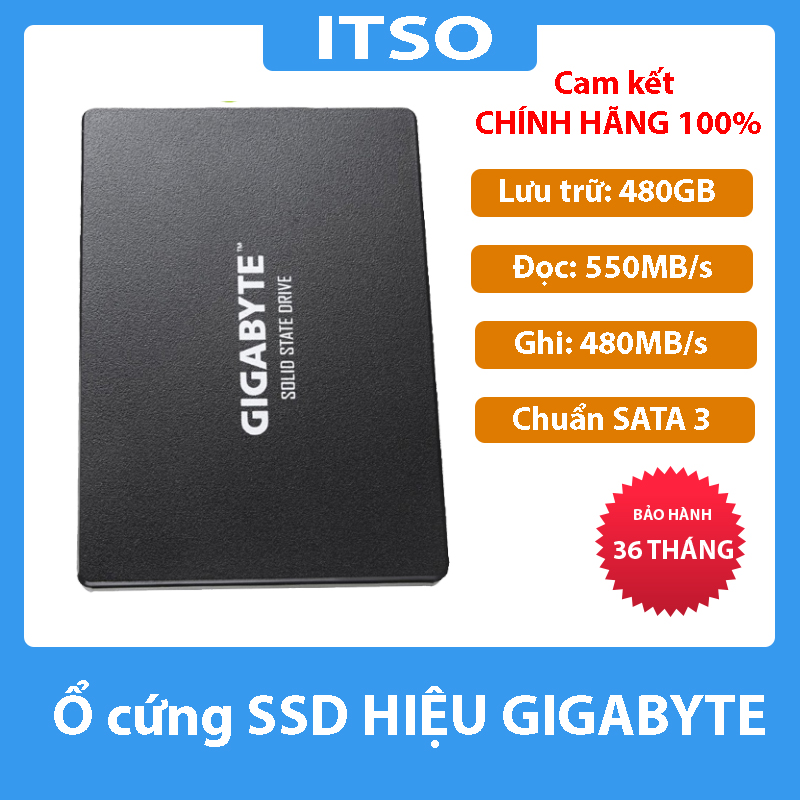 ITSO
Cam kết
CHÍNH HÃNG 100%
Lưu trữ: 480GB
Đọc: 550MB/s
Ghi: 480MB/s
Chuẩn SATA 3
GIGABYTE™
SOLID STATE DRIVE
BẢO HÀNH
36 THÁNG
Ổ cứng SSD HIỆU GIGABYTE